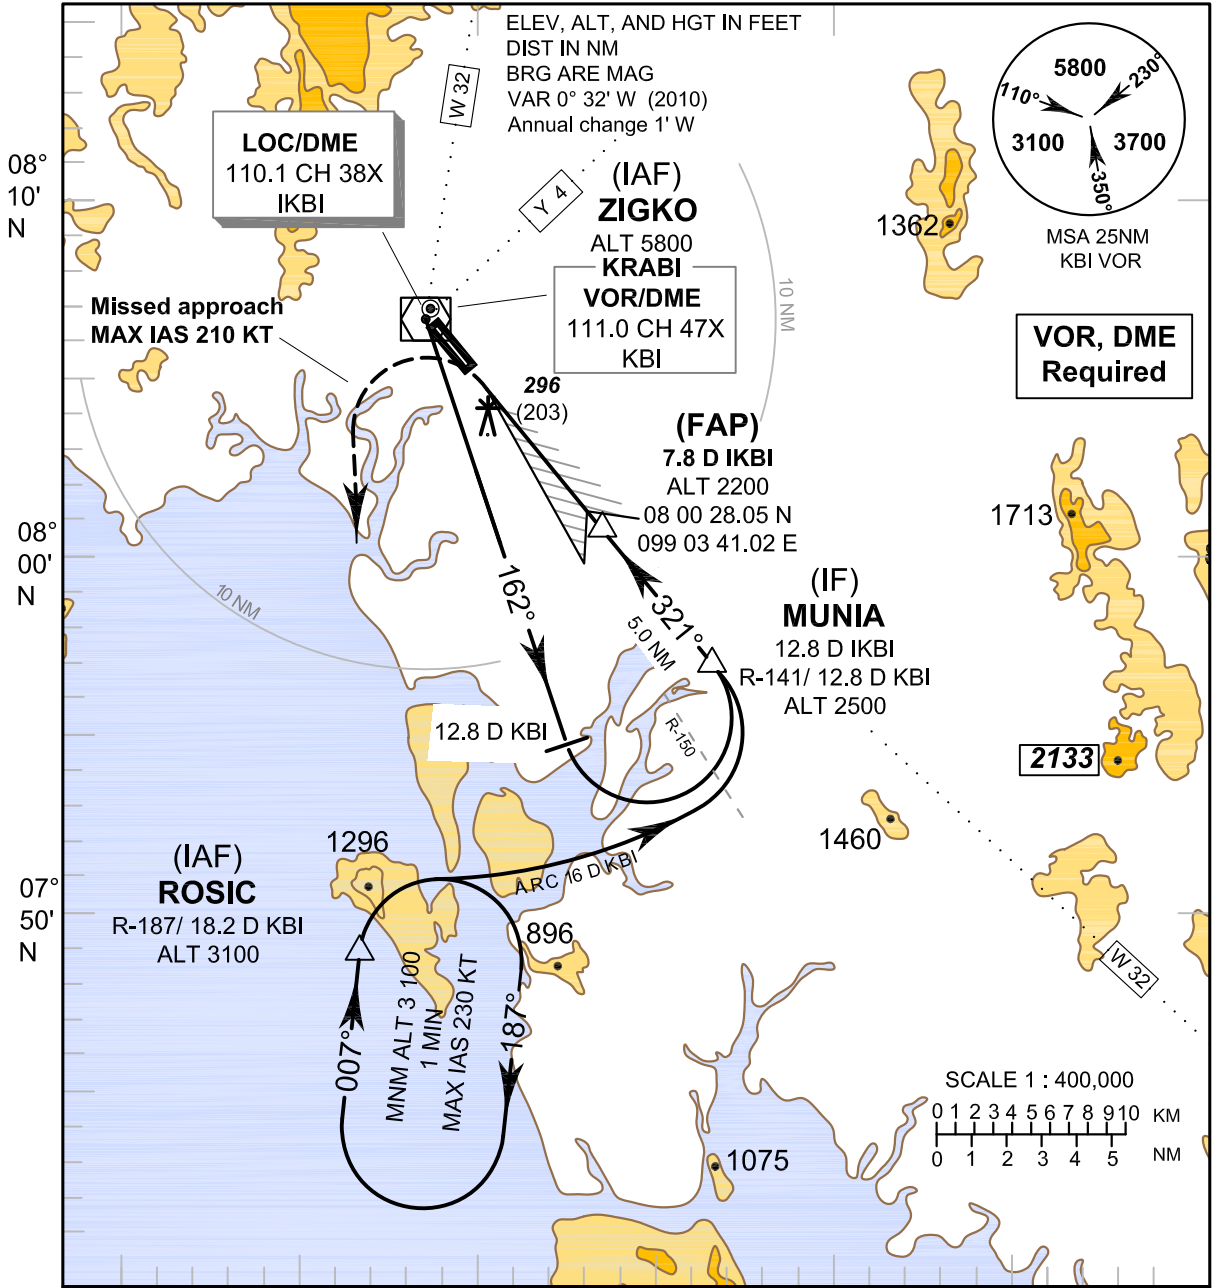 ELEV, ALT, AND HGT IN FEET
DIST IN NM
BRG ARE MAG
VAR 0° 32' W (2010)
Annual change 1' W
W 32
Y 4
5800
110°
230°
3100
3700
350°
MSA 25NM
KBI VOR
LOC/DME
110.1 CH 38X
IKBI
08°
10'
N
(IAF)
ZIGKO
ALT 5800
KRABI
VOR/DME
111.0 CH 47X
KBI
1362
10 NM
Missed approach
MAX IAS 210 KT
VOR, DME
Required
296
(203)
(FAP)
7.8 D IKBI
ALT 2200
08 00 28.05 N
099 03 41.02 E
1713
08°
00'
N
10 NM
162°
321°
5.0 NM
(IF)
MUNIA
12.8 D IKBI
R-141/ 12.8 D KBI
ALT 2500
12.8 D KBI
R-150
2133
1460
1296
ARC 16 D KBI
(IAF)
ROSIC
R-187/ 18.2 D KBI
ALT 3100
07°
50'
N
896
W 32
007°
MNM ALT 3 100
1 MIN
MAX IAS 230 KT
187°
SCALE 1 : 400,000
0 1 2 3 4 5 6 7 8 9 10 KM
0 1 2 3 4 5 NM
1075